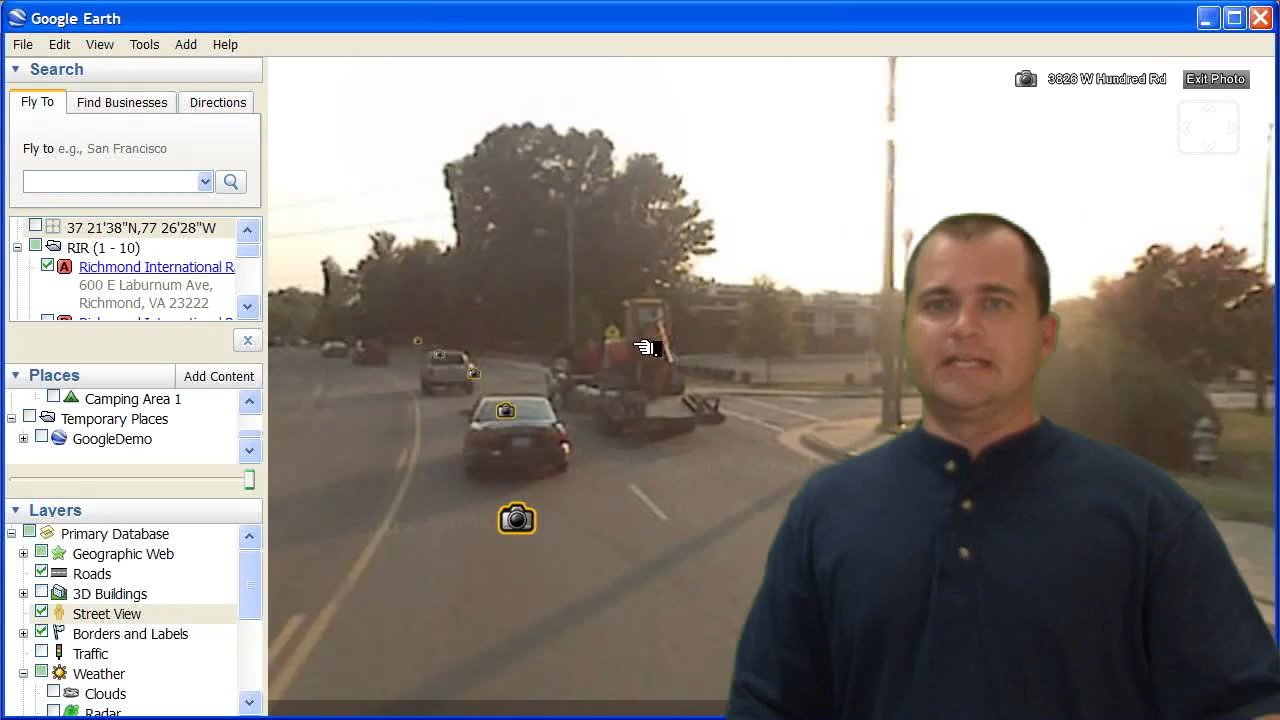 Google Earth
File Edit View Tools Add Help
Search
Fly To Find Businesses Directions
Fly to e.g., San Francisco
37 21'38"N,77 26'28"W
RIR (1 - 10)
A Richmond International R
600 E Laburnum Ave,
Richmond, VA 23222
Places Add Content
Camping Area 1
Temporary Places
GoogleDemo
Layers
Primary Database
Geographic Web
Roads
3D Buildings
Street View
Borders and Labels
Traffic
Weather
Clouds
Radar
3826 W Hundred Rd Exit Photo